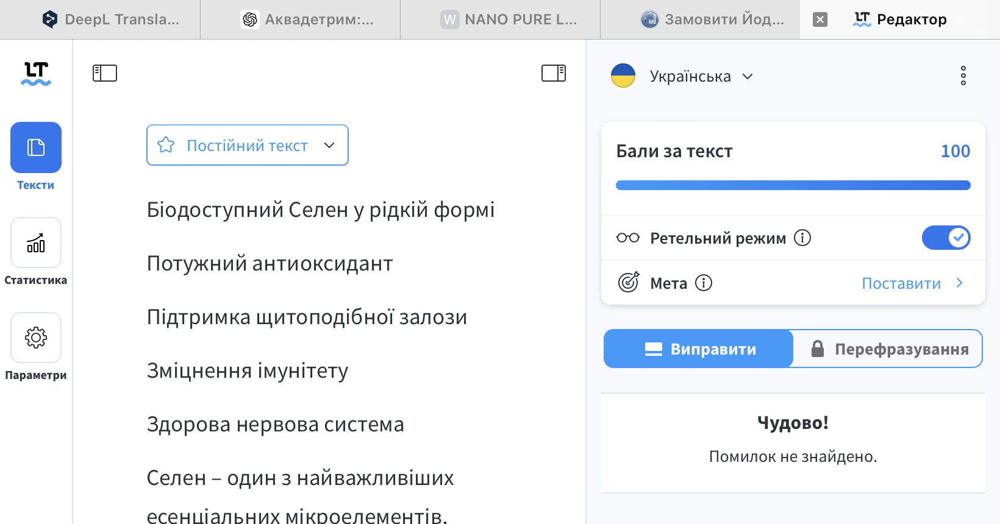 DeepL Transla...
Аквадетрим:...
W NANO PURE L...
Замовити Йод...
LT Редактор
LT
Українська
Тексти
Статистика
Параметри
Постійний текст
Біодоступний Селен у рідкій формі
Потужний антиоксидант
Підтримка щитоподібної залози
Зміцнення імунітету
Здорова нервова система
Селен – один з найважливіших
есенціальних мікроелементів,
Бали за текст 100
Ретельний режим
Мета Поставити
Виправити Перефразування
Чудово!
Помилок не знайдено.